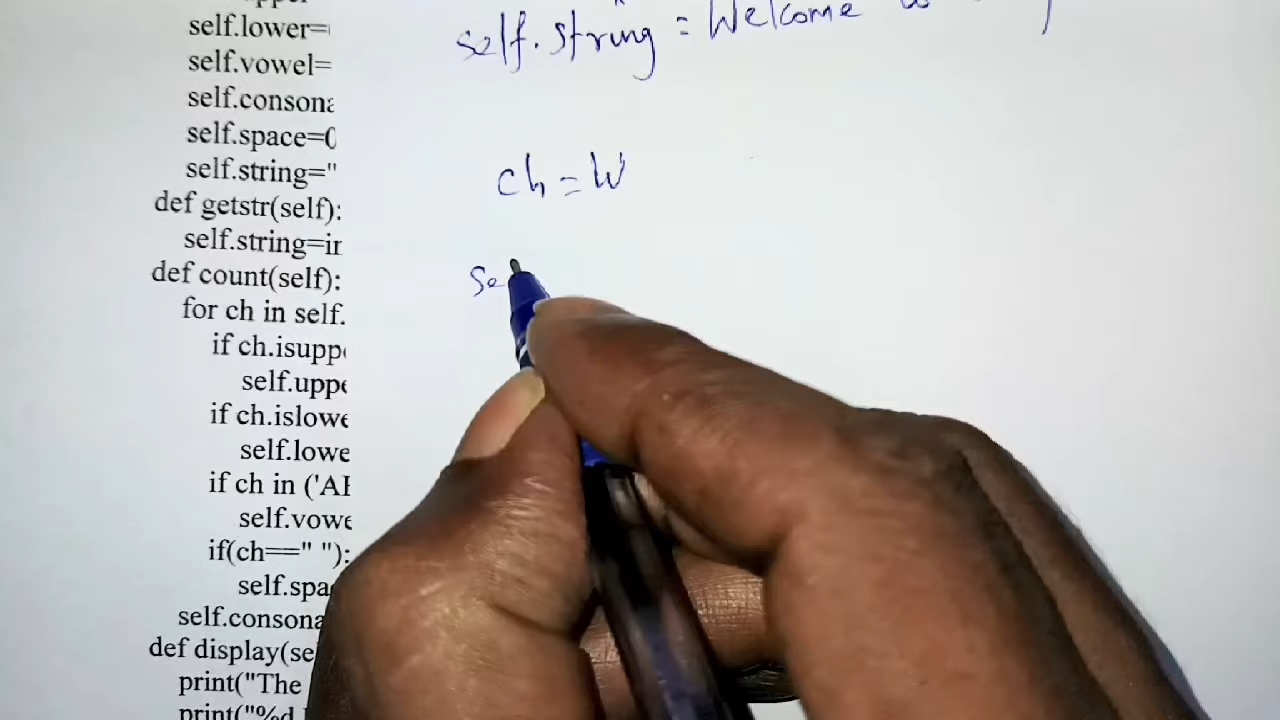 self.lower=
self.vowel=
self.consona
self.space=0
self.string="
def getstr(self):
self.string=in
def count(self):
for ch in self.
if ch.isupp
self.uppe
if ch.islowe
self.lowe
if ch in ('AE
self.vowe
if(ch==" "):
self.spa
self.consona
def display(se
print("The
print("%d
self.string = Welcome
ch = W
Se